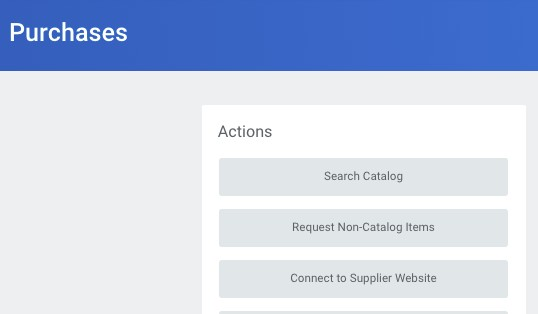 Purchases
Actions
Search Catalog
Request Non-Catalog Items
Connect to Supplier Website